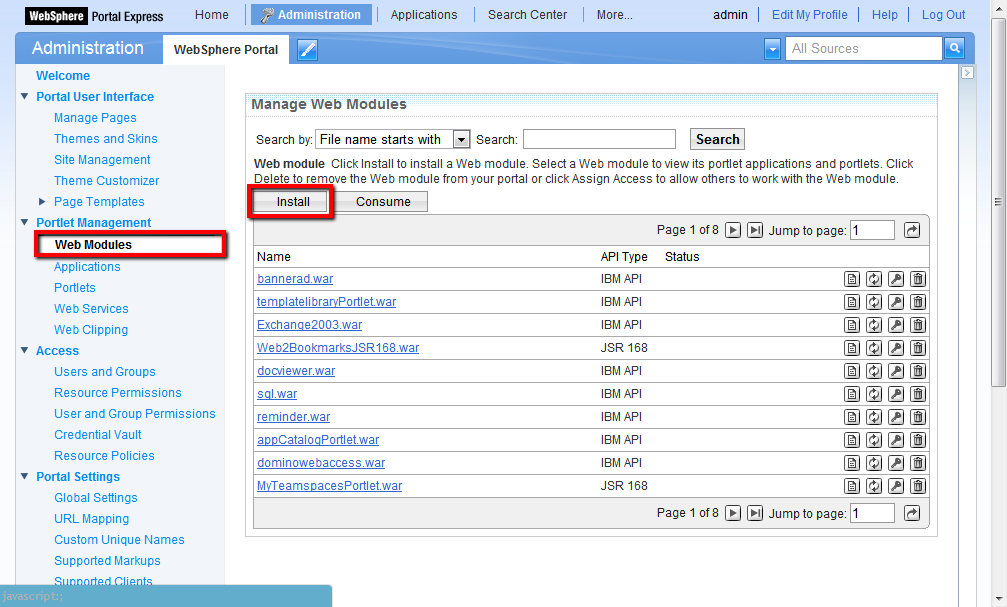 WebSphere Portal Express Home Administration Applications Search Center More... admin Edit My Profile Help Log Out
Administration WebSphere Portal All Sources
Welcome
Portal User Interface
Manage Pages
Themes and Skins
Site Management
Theme Customizer
Page Templates
Portlet Management
Web Modules
Applications
Portlets
Web Services
Web Clipping
Access
Users and Groups
Resource Permissions
User and Group Permissions
Credential Vault
Resource Policies
Portal Settings
Global Settings
URL Mapping
Custom Unique Names
Supported Markups
Supported Clients
javascript:;
Manage Web Modules
Search by: File name starts with Search: Search
Web module Click Install to install a Web module. Select a Web module to view its portlet applications and portlets. Click
Delete to remove the Web module from your portal or click Assign Access to allow others to work with the Web module.
Install Consume
Page 1 of 8 Jump to page: 1
Name API Type Status
bannerad.war IBM API
templatelibraryPortlet.war IBM API
Exchange2003.war IBM API
Web2BookmarksJSR168.war JSR 168
docviewer.war IBM API
sql.war IBM API
reminder.war IBM API
appCatalogPortlet.war IBM API
dominowebaccess.war IBM API
MyTeamspacesPortlet.war JSR 168
Page 1 of 8 Jump to page: 1